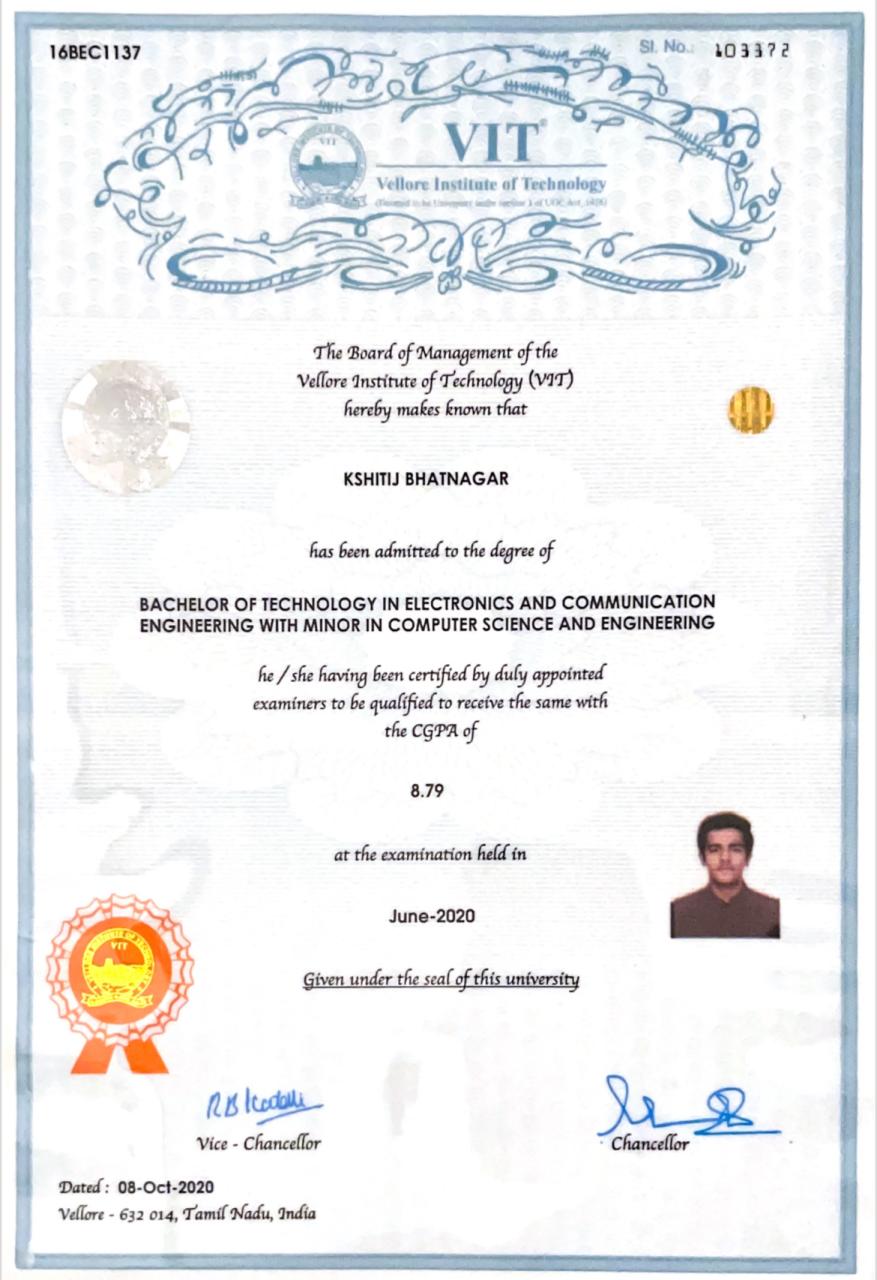 16BEC1137
Sl. No.: 103372
VIT
VIT
Vellore Institute of Technology
(Deemed to be University under section 3 of UGC Act, 1956)
The Board of Management of the
Vellore Institute of Technology (VIT)
hereby makes known that
KSHITIJ BHATNAGAR
has been admitted to the degree of
BACHELOR OF TECHNOLOGY IN ELECTRONICS AND COMMUNICATION
ENGINEERING WITH MINOR IN COMPUTER SCIENCE AND ENGINEERING
he / she having been certified by duly appointed
examiners to be qualified to receive the same with
the CGPA of
8.79
at the examination held in
June-2020
Given under the seal of this university
VIT
Vice - Chancellor
Chancellor
Dated : 08-Oct-2020
Vellore - 632 014, Tamil Nadu, India